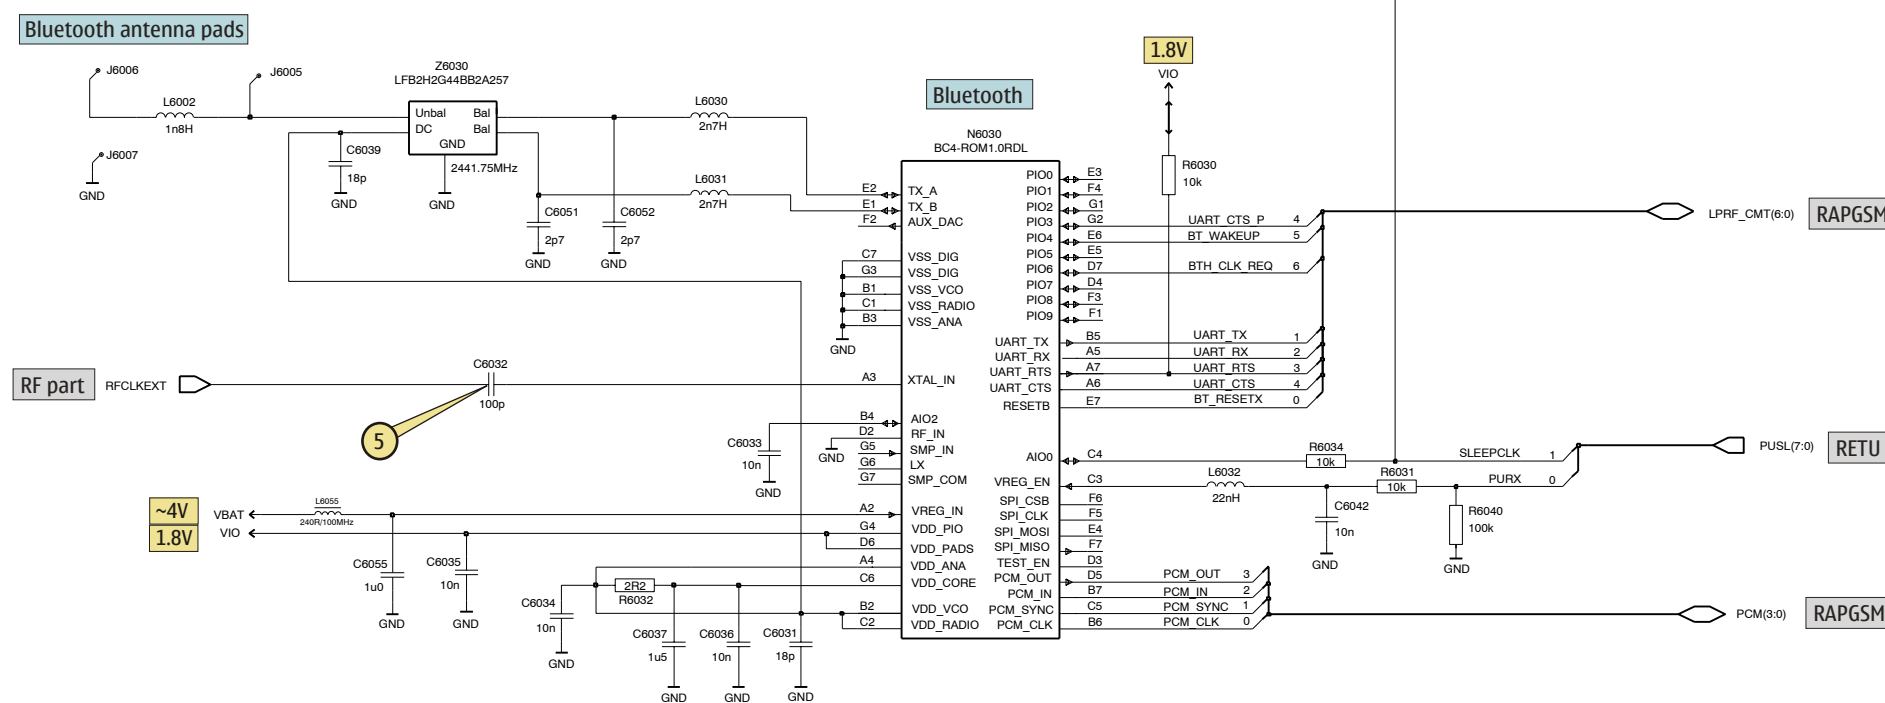 Bluetooth antenna pads
J6006
J6005
J6007
GND
L6002
1n8H
Z6030
LFB2H2G44BB2A257
Unbal
Bal
DC
Bal
GND
2441.75MHz
C6039
18p
GND
GND
L6030
2n7H
L6031
2n7H
C6051
2p7
GND
C6052
2p7
GND
Bluetooth
N6030
BC4-ROM1.0RDL
E2 TX_A
E1 TX_B
F2 AUX_DAC
C7 VSS_DIG
G3 VSS_DIG
B1 VSS_VCO
C1 VSS_RADIO
B3 VSS_ANA
GND
RF part
RFCLKEXT
C6032
100p
5
A3 XTAL_IN
B4 AIO2
D2 RF_IN
G5 SMP_IN
G6 LX
G7 SMP_COM
C6033
10n
GND
GND
~4V
VBAT
1.8V
VIO
L6055
240R/100MHz
A2 VREG_IN
G4 VDD_PIO
D6 VDD_PADS
A4 VDD_ANA
C6 VDD_CORE
B2 VDD_VCO
C2 VDD_RADIO
C6055
1u0
GND
C6035
10n
GND
C6034
10n
GND
2R2
R6032
C6037
1u5
GND
C6036
10n
GND
C6031
18p
GND
1.8V
VIO
R6030
10k
PIO0 E3
PIO1 F4
PIO2 G1
PIO3 G2 UART_CTS_P 4
PIO4 E6 BT_WAKEUP 5
PIO5 E5
PIO6 D7 BTH_CLK_REQ 6
PIO7 D4
PIO8 F3
PIO9 F1
UART_TX B5 UART_TX 1
UART_RX A5 UART_RX 2
UART_RTS A7 UART_RTS 3
UART_CTS A6 UART_CTS 4
RESETB E7 BT_RESETX 0
LPRF_CMT(6:0)
RAPGSM
AIO0 C4
R6034
10k
SLEEPCLK 1
VREG_EN C3
L6032
22nH
R6031
10k
PURX 0
PUSL(7:0)
RETU
C6042
10n
GND
R6040
100k
GND
SPI_CSB F6
SPI_CLK F5
SPI_MOSI E4
SPI_MISO F7
TEST_EN D3
PCM_OUT D5 PCM_OUT 3
PCM_IN B7 PCM_IN 2
PCM_SYNC C5 PCM_SYNC 1
PCM_CLK B6 PCM_CLK 0
PCM(3:0)
RAPGSM